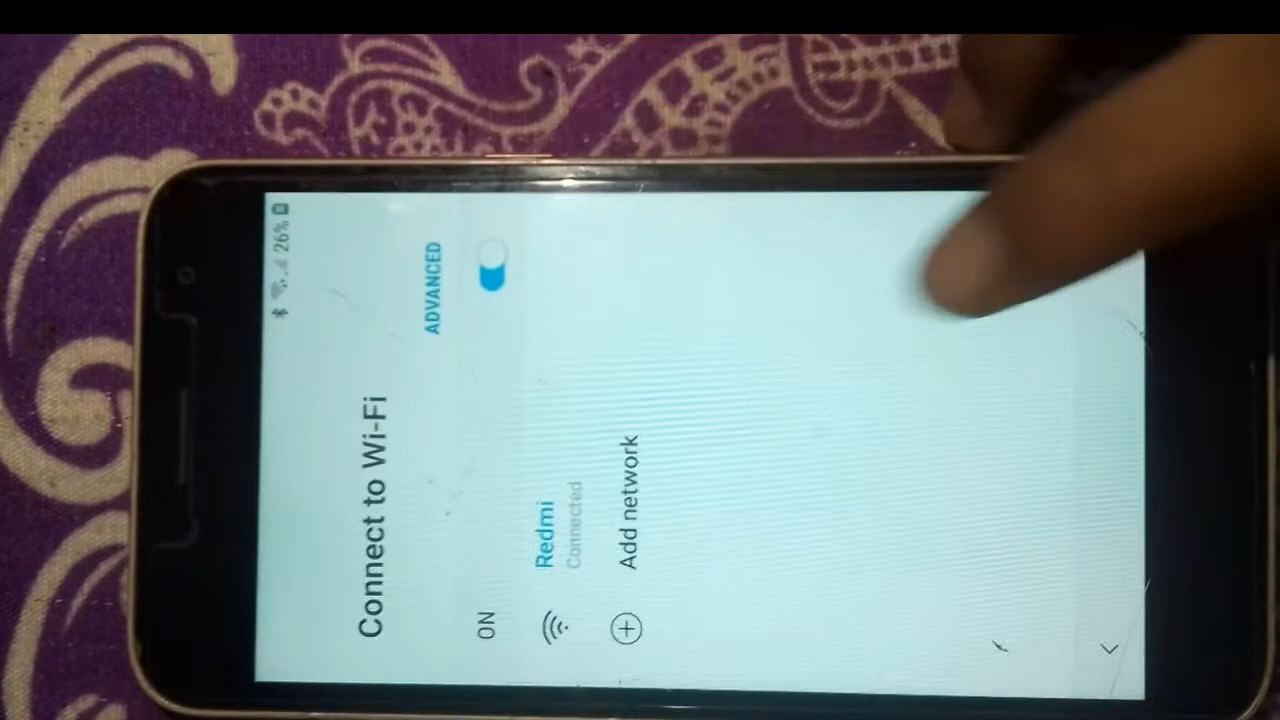 26%
Connect to Wi-Fi
ADVANCED
ON
Redmi
Connected
Add network